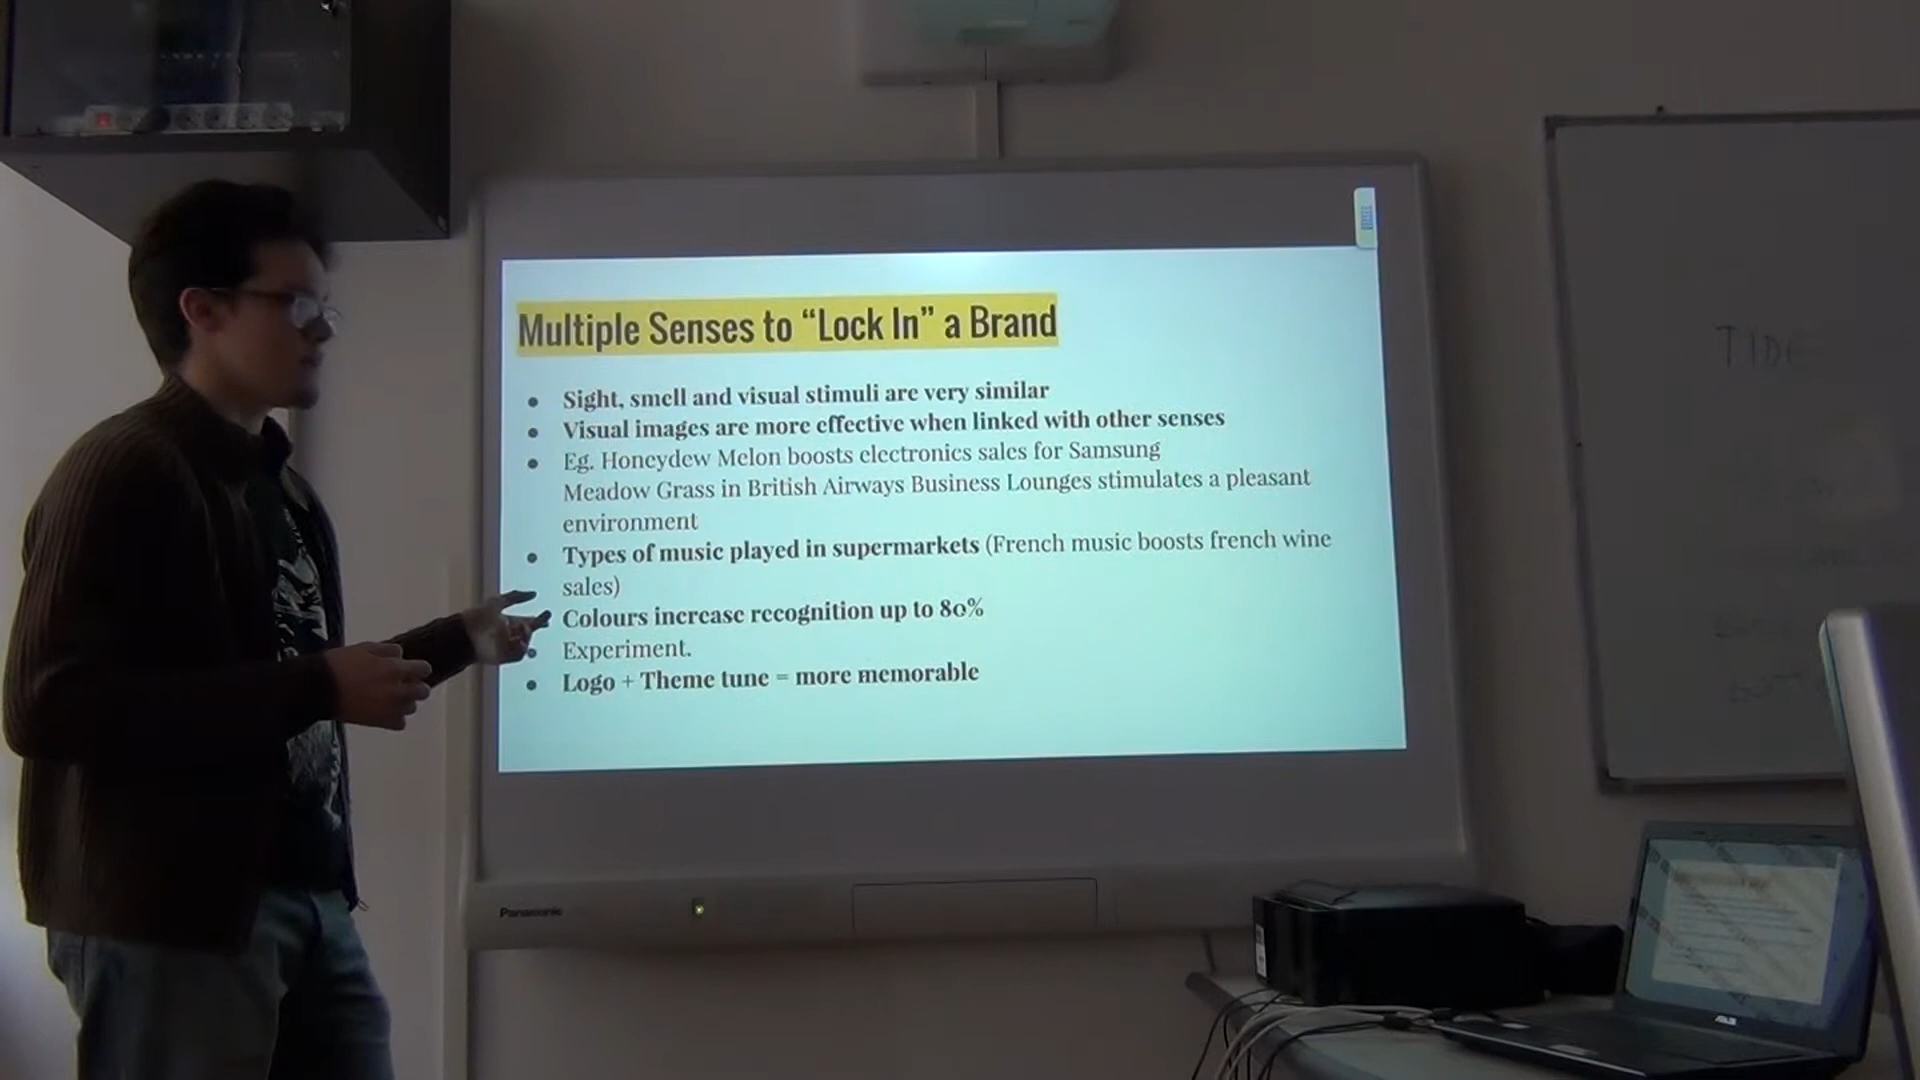 Multiple Senses to “Lock In” a Brand
● Sight, smell and visual stimuli are very similar
● Visual images are more effective when linked with other senses
● Eg. Honeydew Melon boosts electronics sales for Samsung
Meadow Grass in British Airways Business Lounges stimulates a pleasant
environment
● Types of music played in supermarkets (French music boosts french wine
sales)
Colours increase recognition up to 80%
● Experiment.
● Logo + Theme tune = more memorable
Panasonic
TIDE
ASUS